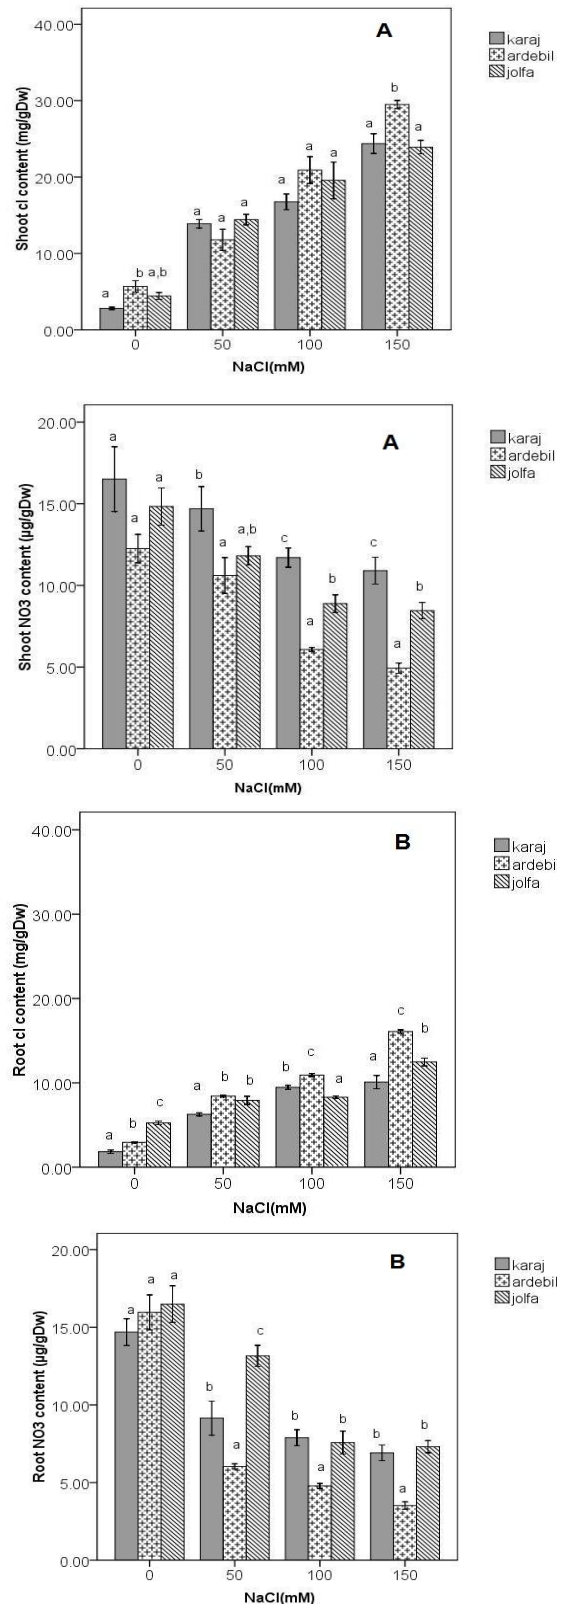 A
karaj
ardebil
jolfa
40.00
30.00
20.00
10.00
0.00
Shoot cl content (mg/gDw)
a b a,b
a a a
a a a
a b a
0 50 100 150
NaCl(mM)
A
karaj
ardebil
jolfa
20.00
15.00
10.00
5.00
0.00
Shoot NO3 content (µg/gDw)
a a a
b a a,b
c a b
c a b
0 50 100 150
NaCl(mM)
B
karaj
ardebi
jolfa
40.00
30.00
20.00
10.00
0.00
Root cl content (mg/gDw)
a b c
a b b
b c a
a c b
0 50 100 150
NaCl(mM)
B
karaj
ardebil
jolfa
20.00
15.00
10.00
5.00
0.00
Root NO3 content (µg/gDw)
a a a
b a c
b a b
b a b
0 50 100 150
NaCl(mM)